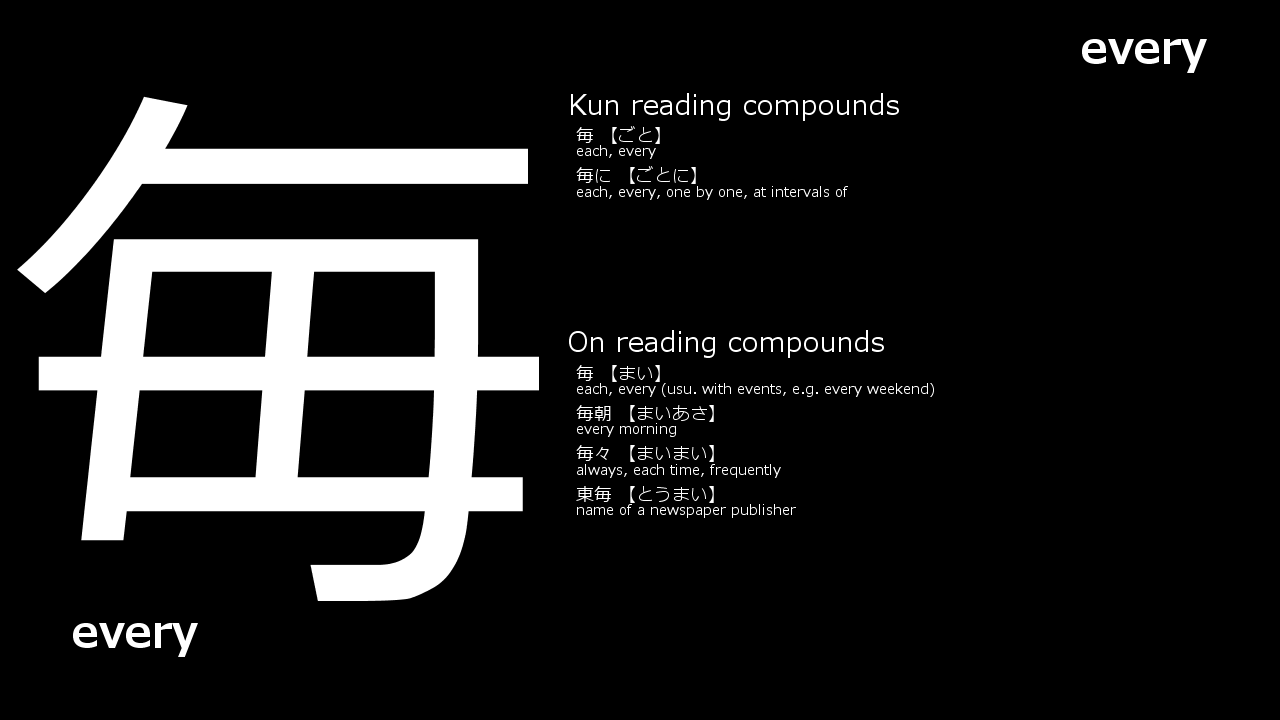 every
毎
Kun reading compounds
毎 【ごと】
each, every
毎に 【ごとに】
each, every, one by one, at intervals of
On reading compounds
毎 【まい】
each, every (usu. with events, e.g. every weekend)
毎朝 【まいあさ】
every morning
毎々 【まいまい】
always, each time, frequently
東毎 【とうまい】
name of a newspaper publisher
every